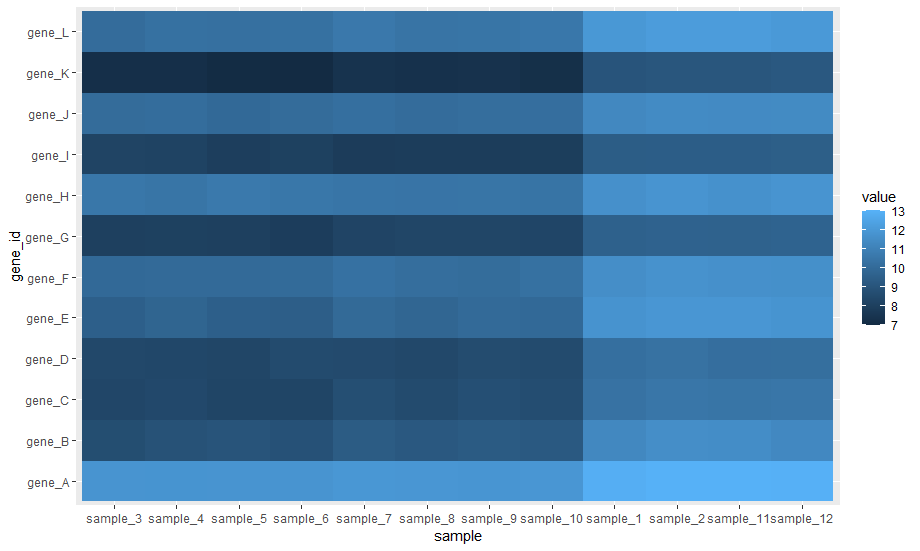 gene_L
gene_K
gene_J
gene_I
gene_H
gene_G
gene_F
gene_E
gene_D
gene_C
gene_B
gene_A
gene_id
sample_3 sample_4 sample_5 sample_6 sample_7 sample_8 sample_9 sample_10 sample_1 sample_2 sample_11 sample_12
sample
value
13
12
11
10
9
8
7